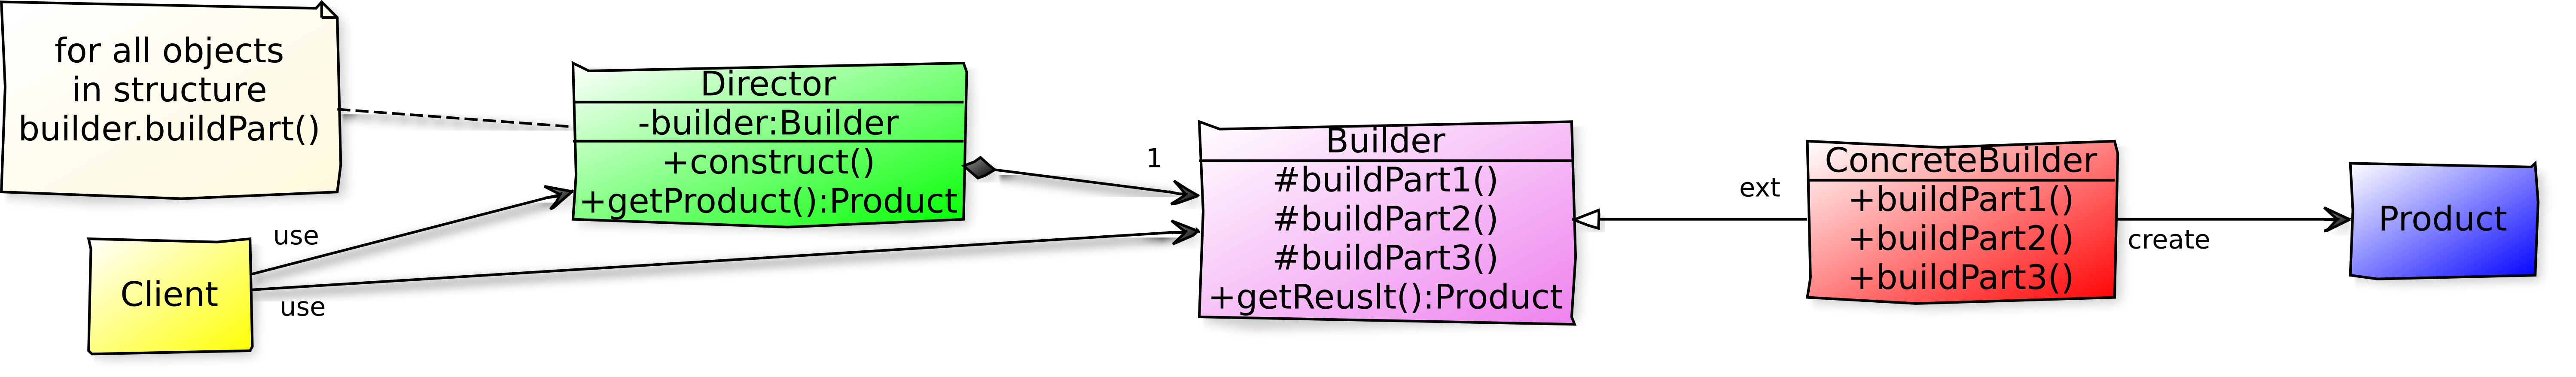 for all objects
in structure
builder.buildPart()
Director
-builder:Builder
+construct()
+getProduct():Product
1
Builder
#buildPart1()
#buildPart2()
#buildPart3()
+getReuslt():Product
ext
ConcreteBuilder
+buildPart1()
+buildPart2()
+buildPart3()
create
Product
use
use
Client